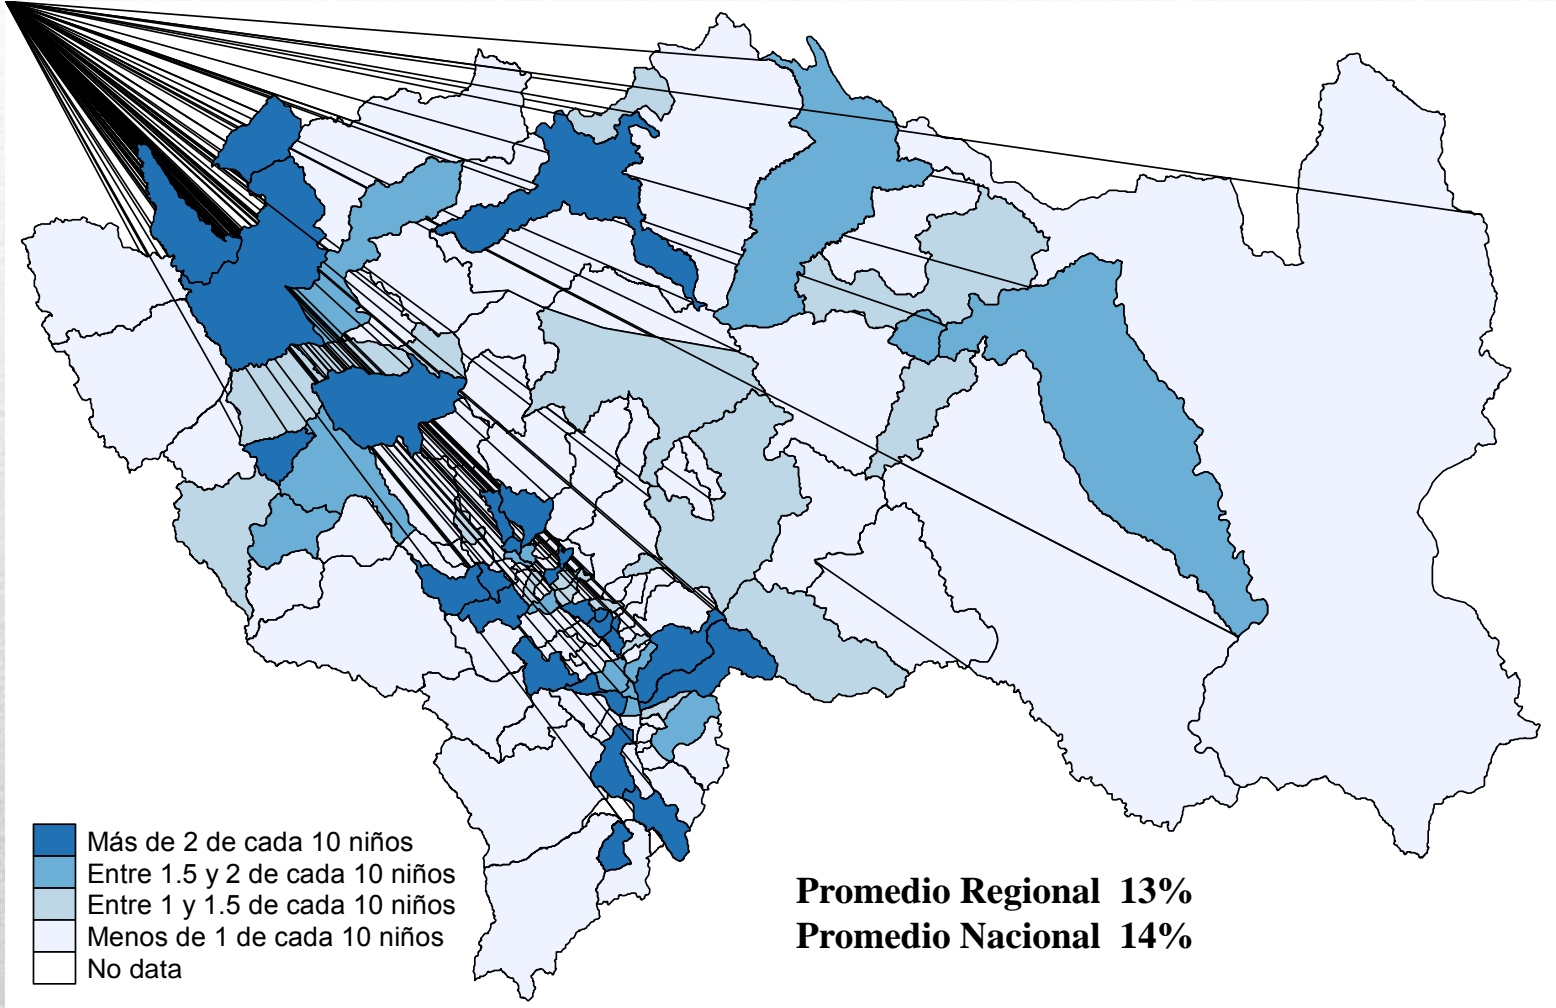 Más de 2 de cada 10 niños
Entre 1.5 y 2 de cada 10 niños
Entre 1 y 1.5 de cada 10 niños
Menos de 1 de cada 10 niños
No data
Promedio Regional 13%
Promedio Nacional 14%